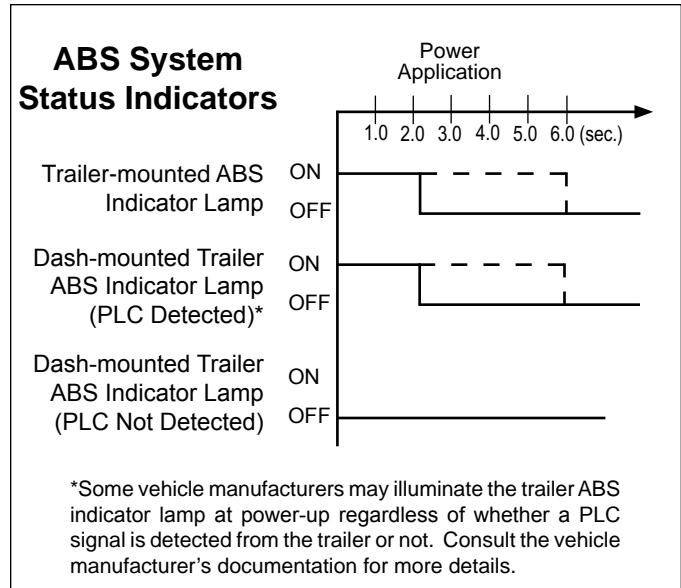 ABS System
Status Indicators
Power
Application
1.0 2.0 3.0 4.0 5.0 6.0 (sec.)
Trailer-mounted ABS
Indicator Lamp
ON
OFF
Dash-mounted Trailer
ABS Indicator Lamp
(PLC Detected)*
ON
OFF
Dash-mounted Trailer
ABS Indicator Lamp
(PLC Not Detected)
ON
OFF
*Some vehicle manufacturers may illuminate the trailer ABS
indicator lamp at power-up regardless of whether a PLC
signal is detected from the trailer or not. Consult the vehicle
manufacturer's documentation for more details.